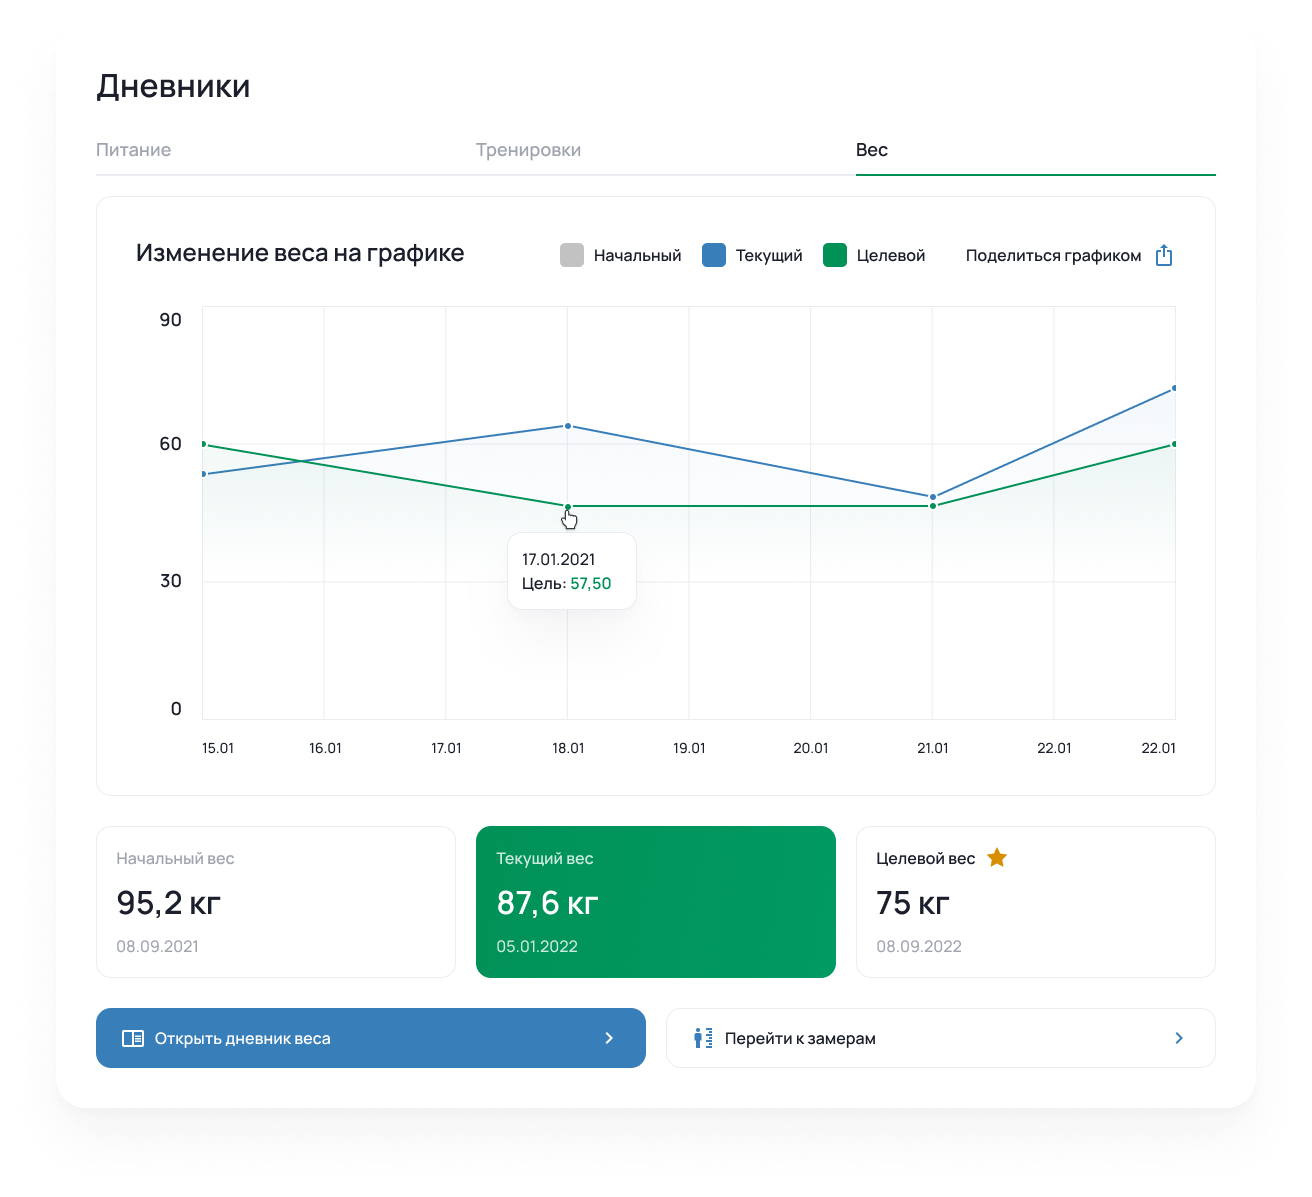 Дневники
Питание
Тренировки
Вес
Изменение веса на графике
Начальный
Текущий
Целевой
Поделиться графиком
90
60
30
0
17.01.2021
Цель: 57,50
15.01
16.01
17.01
18.01
19.01
20.01
21.01
22.01
22.01
Начальный вес
95,2 кг
08.09.2021
Текущий вес
87,6 кг
05.01.2022
Целевой вес
75 кг
08.09.2022
Открыть дневник веса
Перейти к замерам